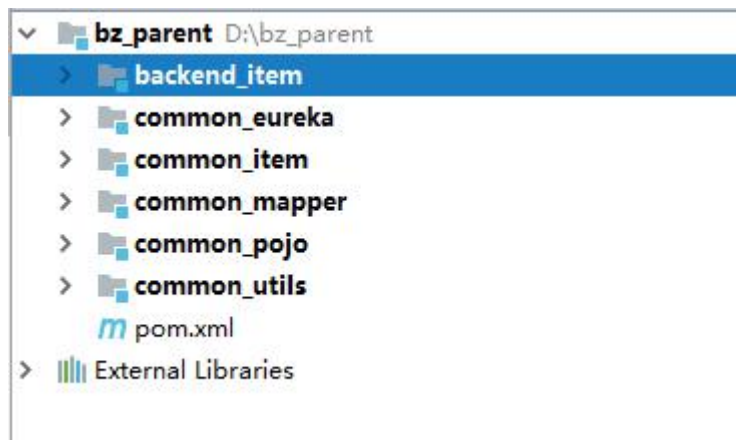 bz_parent D:\bz_parent
backend_item
common_eureka
common_item
common_mapper
common_pojo
common_utils
pom.xml
External Libraries